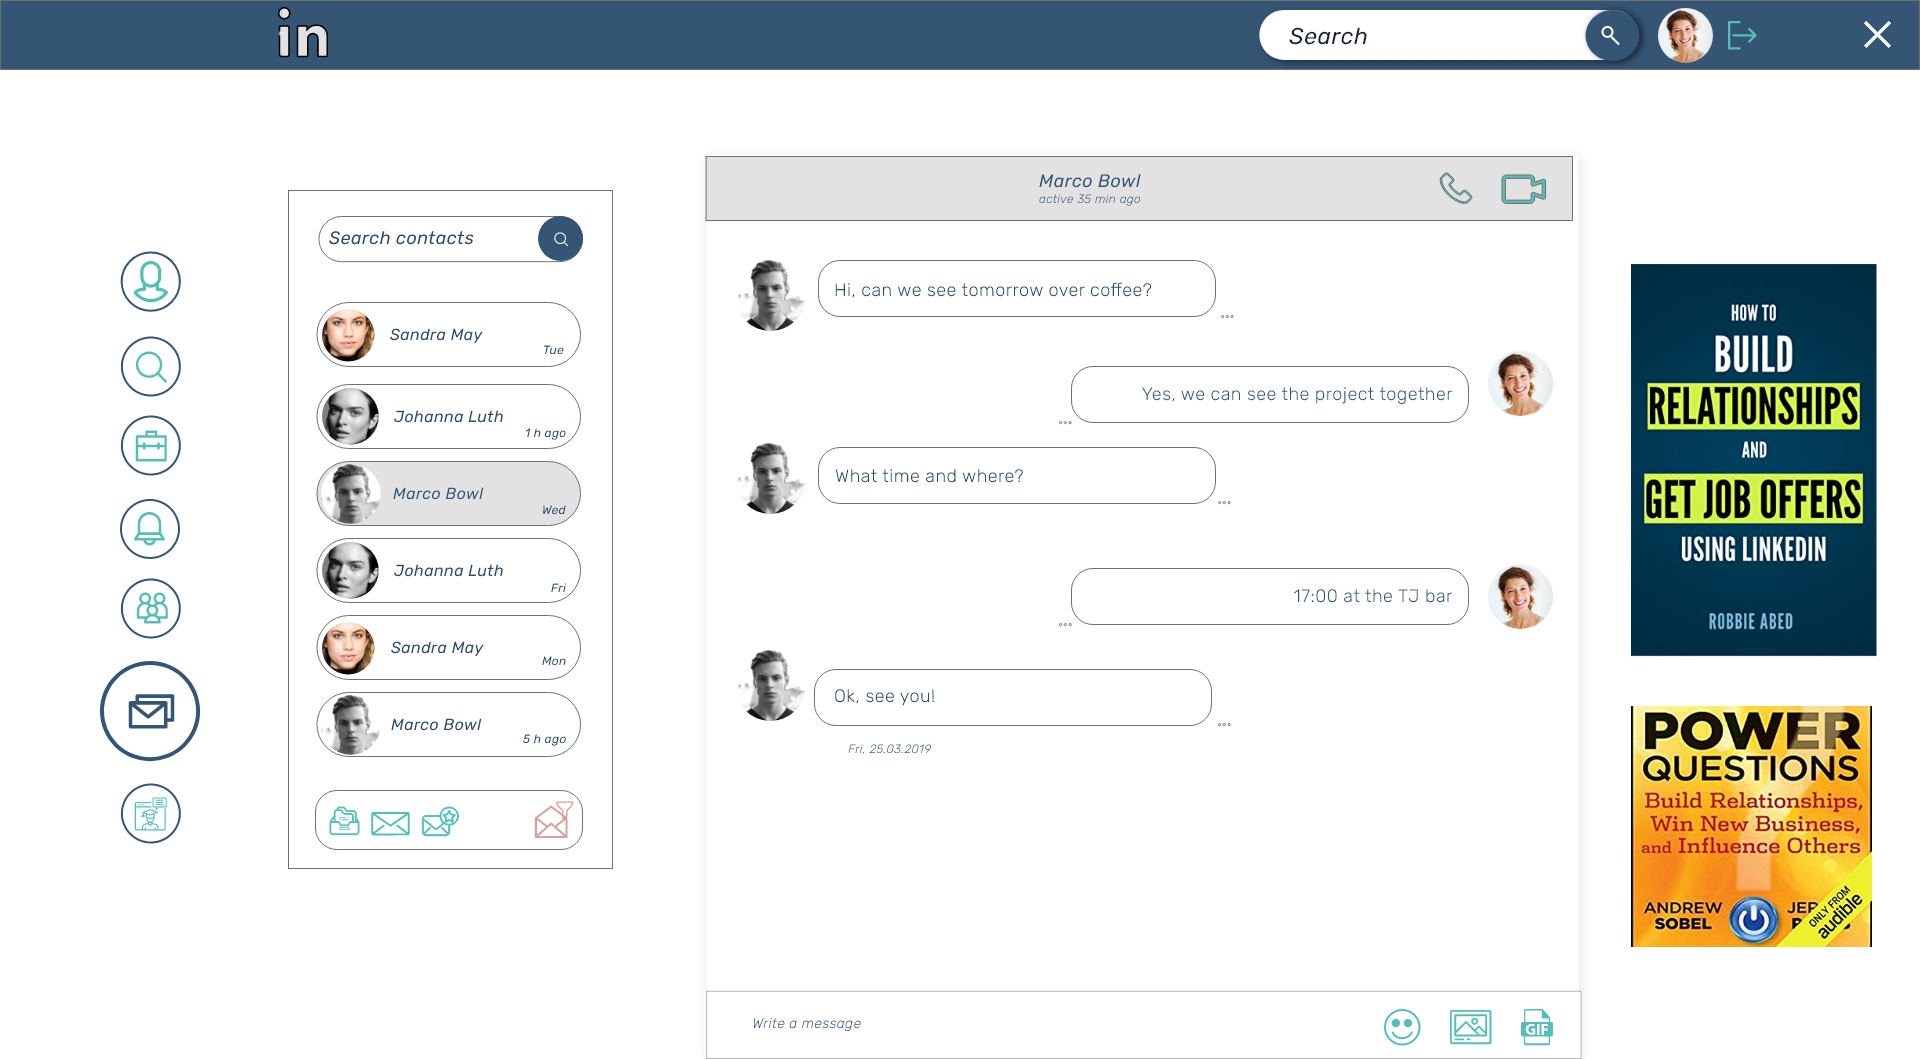 in
Search
Search contacts
Sandra May
Tue
Johanna Luth
1 h ago
Marco Bowl
Wed
Johanna Luth
Fri
Sandra May
Mon
Marco Bowl
5 h ago
Marco Bowl
active 35 min ago
Hi, can we see tomorrow over coffee?
Yes, we can see the project together
What time and where?
17:00 at the TJ bar
Ok, see you!
Fri, 25.03.2019
Write a message
GIF
HOW TO
BUILD
RELATIONSHIPS
AND
GET JOB OFFERS
USING LINKEDIN
ROBBIE ABED
POWER
QUESTIONS
Build Relationships,
Win New Business,
and Influence Others
ANDREW
SOBEL
ONLY FROM
audible